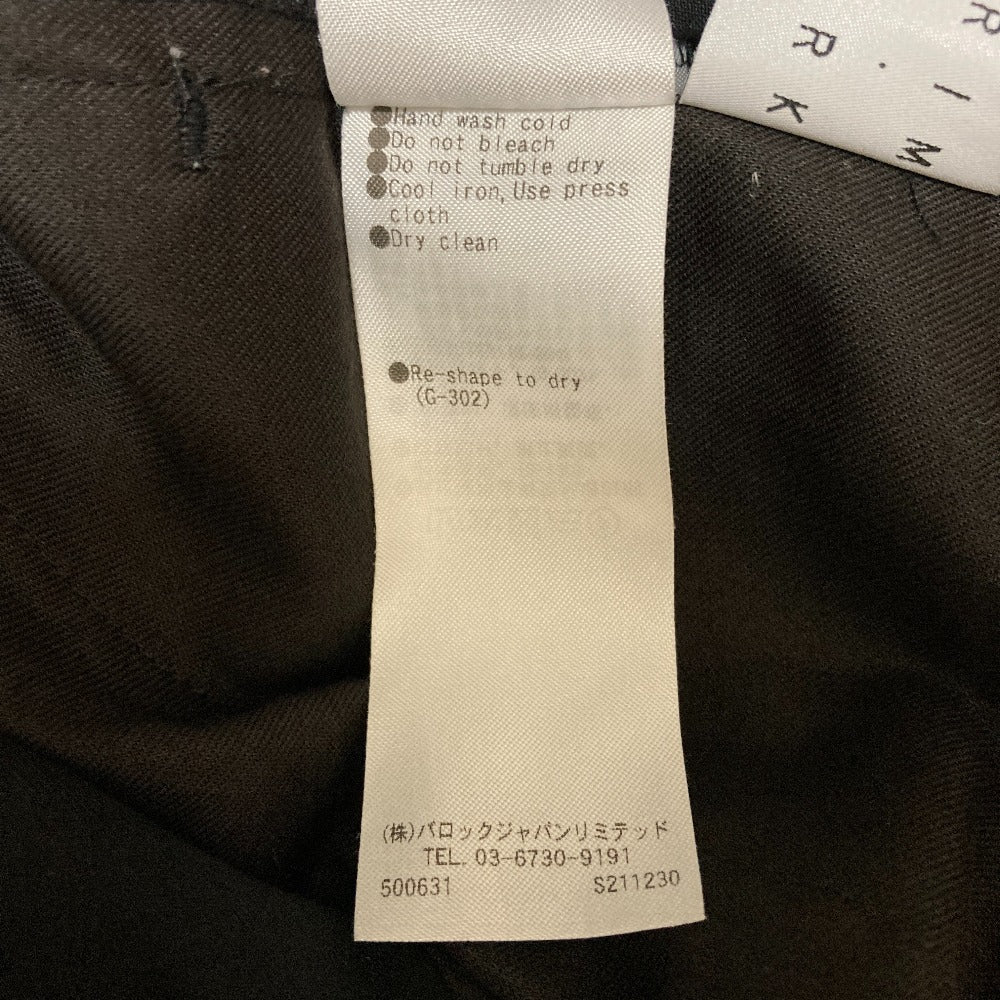 ●Hand wash cold
●Do not bleach
●Do not tumble dry
●Cool iron, Use press
cloth
●Dry clean
●Re-shape to dry
(G-302)
(株)バロックジャパンリミテッド
TEL. 03-6730-9191
500631 S211230
R I M
R . K